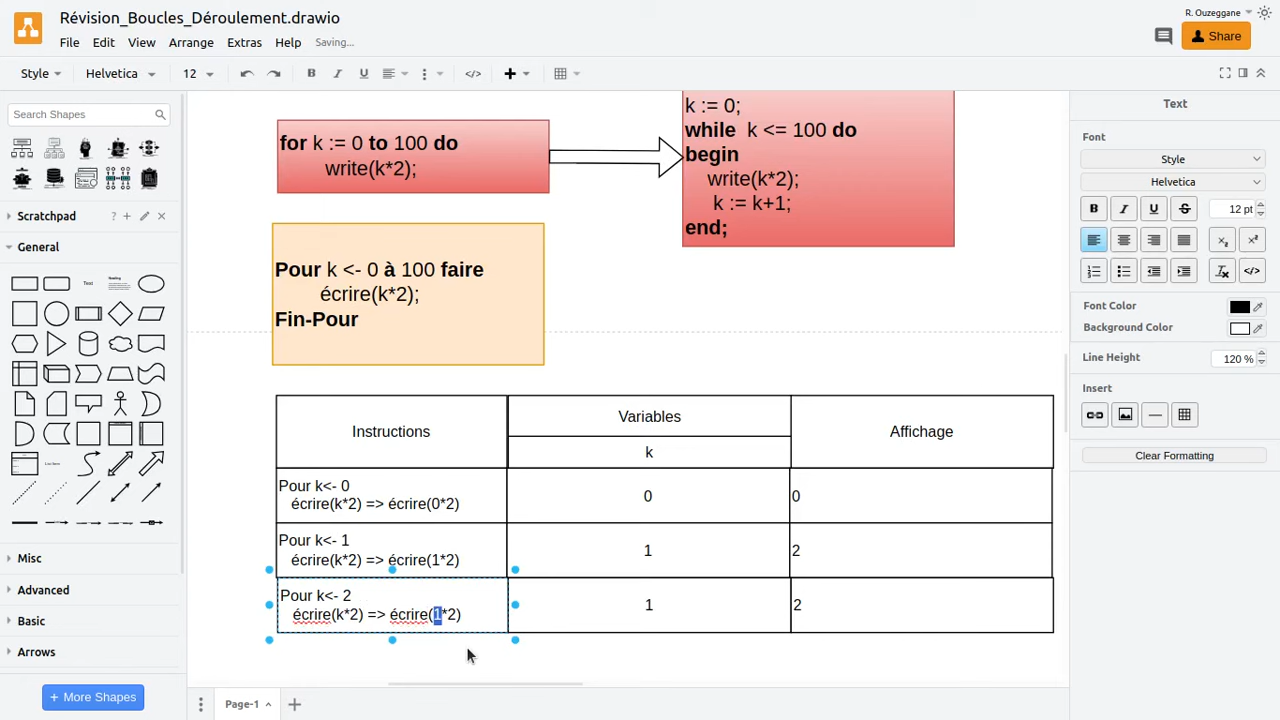 Révision_Boucles_Déroulement.drawio
R. Ouzeggane
File Edit View Arrange Extras Help Saving...
Share
Style Helvetica 12
Search Shapes
Scratchpad
General
Text
Heading
List Item
Misc
Advanced
Basic
Arrows
+ More Shapes
for k := 0 to 100 do
write(k*2);
k := 0;
while k <= 100 do
begin
write(k*2);
k := k+1;
end;
Pour k <- 0 à 100 faire
écrire(k*2);
Fin-Pour
Instructions
Variables
k
Affichage
Pour k<- 0
écrire(k*2) => écrire(0*2)
0
0
Pour k<- 1
écrire(k*2) => écrire(1*2)
1
2
Pour k<- 2
écrire(k*2) => écrire(1*2)
1
2
Page-1
Text
Font
Style
Helvetica
B I U S 12 pt
Font Color
Background Color
Line Height 120 %
Insert
Clear Formatting